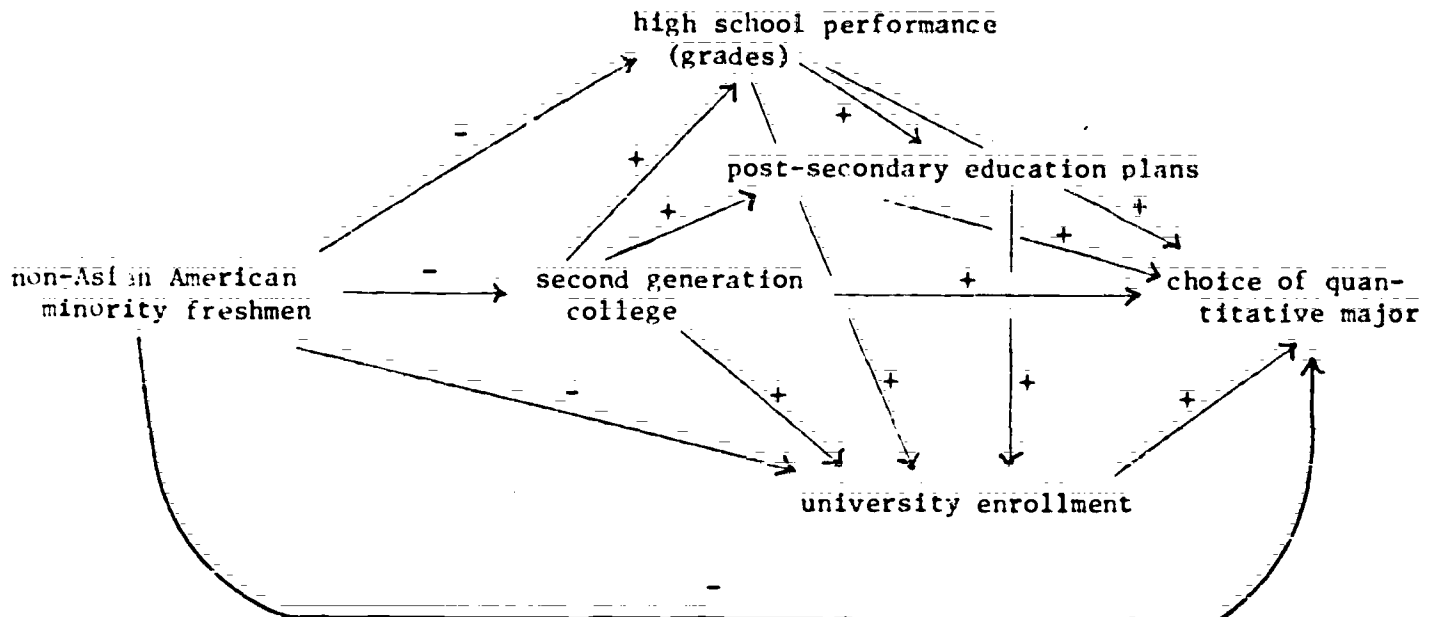 high school performance
(grades)
-
+
+
post-secondary education plans
+
+
+
non-Asian American
minority freshmen
-
second generation
college
+
choice of quan-
titative major
-
+
+
+
+
university enrollment
-